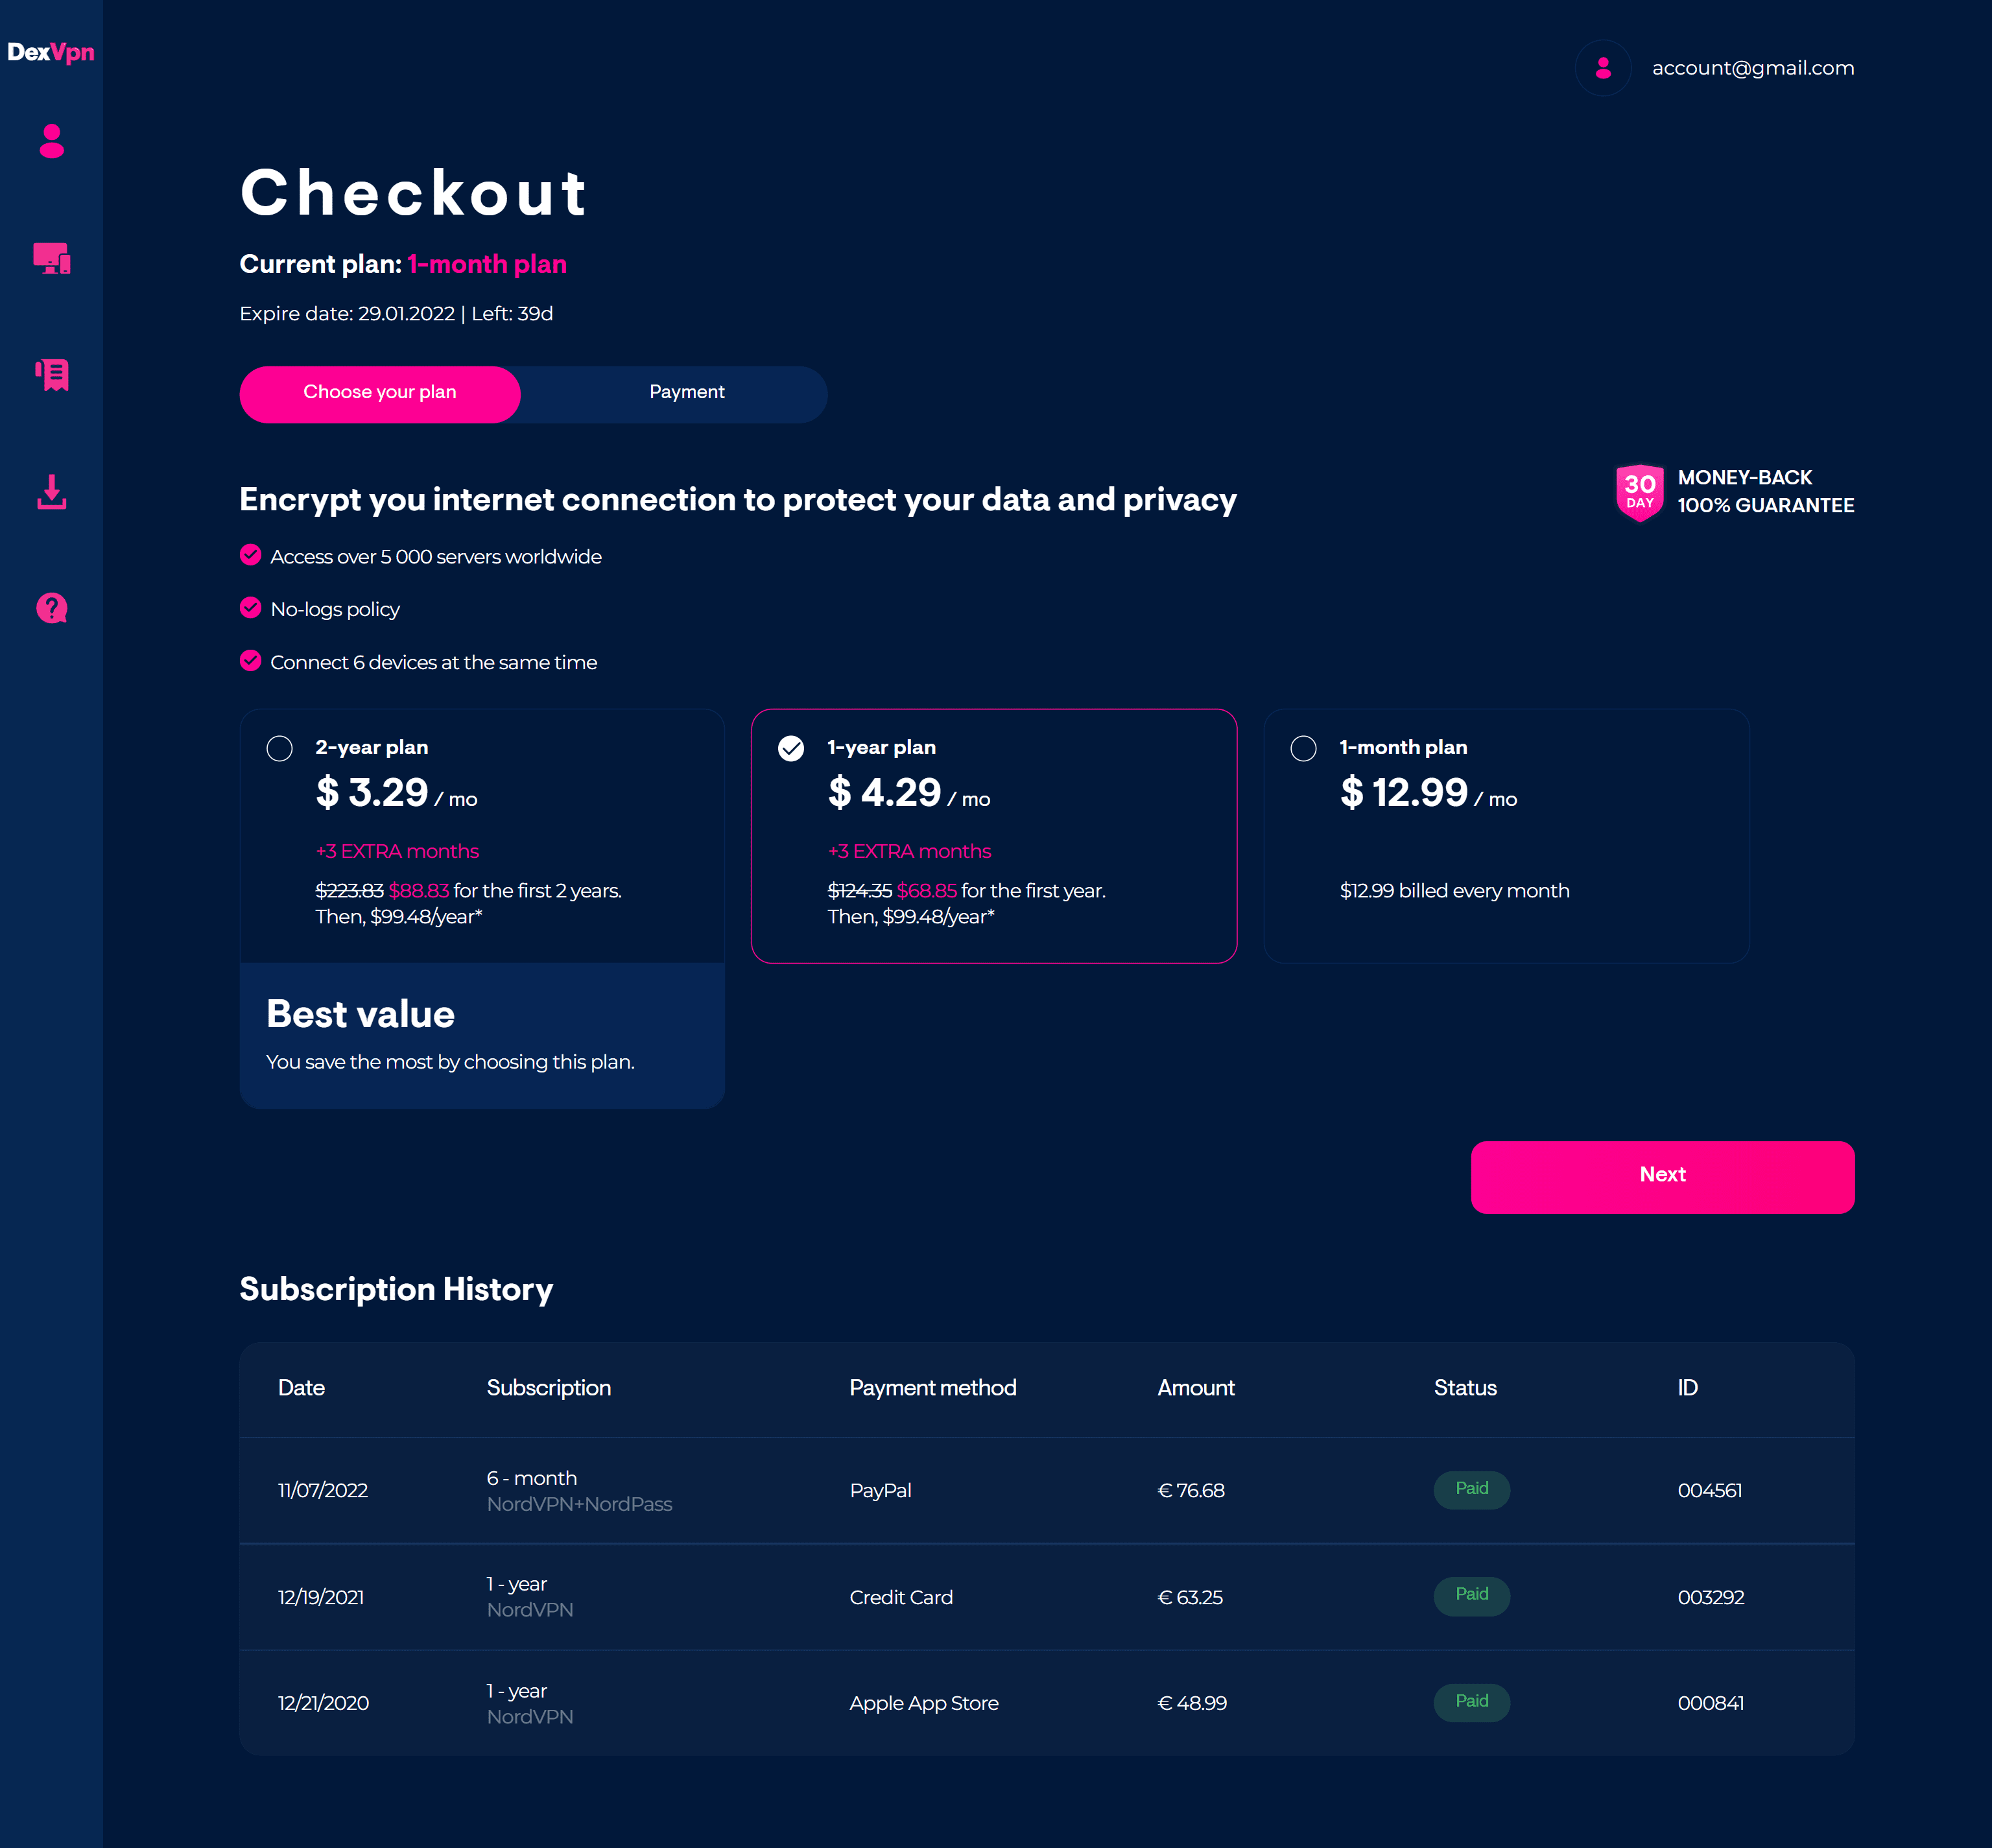 DexVpn
account@gmail.com
Checkout
Current plan: 1-month plan
Expire date: 29.01.2022 | Left: 39d
Choose your plan
Payment
Encrypt you internet connection to protect your data and privacy
30
DAY
MONEY-BACK
100% GUARANTEE
Access over 5 000 servers worldwide
No-logs policy
Connect 6 devices at the same time
2-year plan
$ 3.29 / mo
+3 EXTRA months
$223.83 $88.83 for the first 2 years.
Then, $99.48/year*
Best value
You save the most by choosing this plan.
1-year plan
$ 4.29 / mo
+3 EXTRA months
$124.35 $68.85 for the first year.
Then, $99.48/year*
1-month plan
$ 12.99 / mo
$12.99 billed every month
Next
Subscription History
Date Subscription Payment method Amount Status ID
11/07/2022 6 - month PayPal € 76.68 Paid 004561
NordVPN+NordPass
12/19/2021 1 - year Credit Card € 63.25 Paid 003292
NordVPN
12/21/2020 1 - year Apple App Store € 48.99 Paid 000841
NordVPN